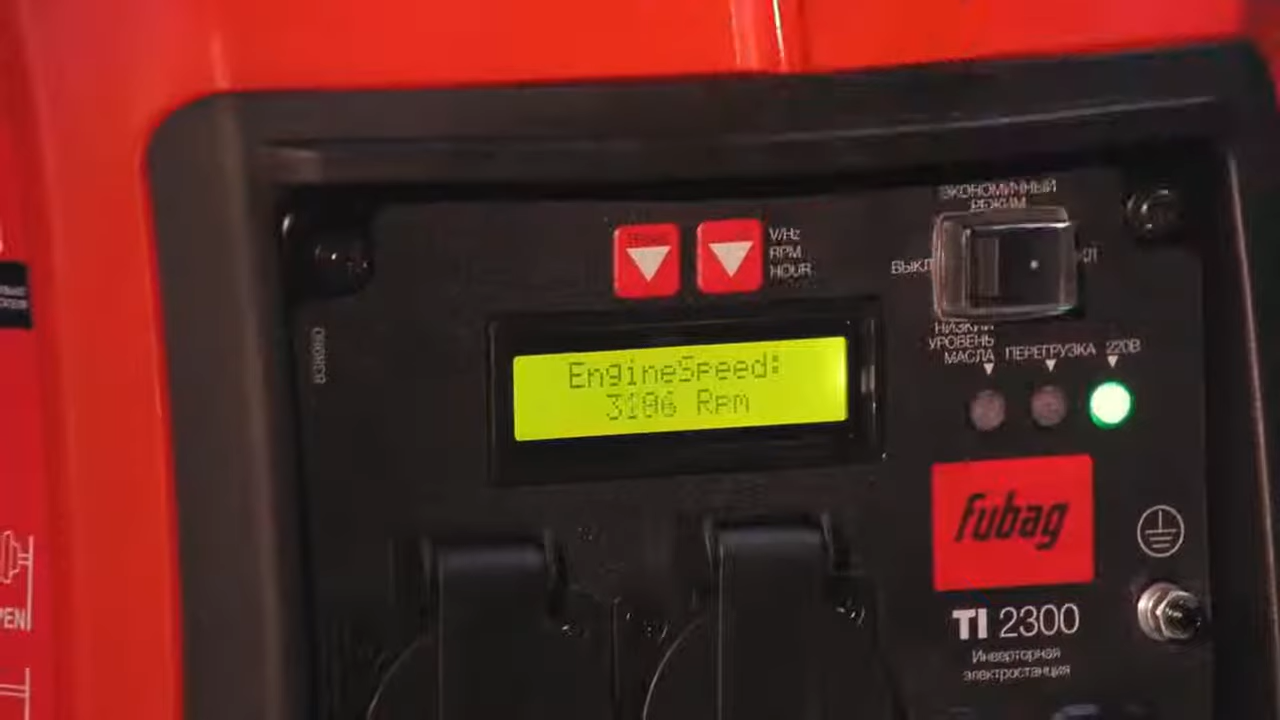 ЭКОНОМИЧНЫЙ
РЕЖИМ
V/Hz
RPM
HOUR
ВЫКЛ
НИЗКИЙ
УРОВЕНЬ
МАСЛА
ПЕРЕГРУЗКА
220В
EngineSpeed:
3106 Rpm
fubag
TI 2300
Инверторная
электростанция